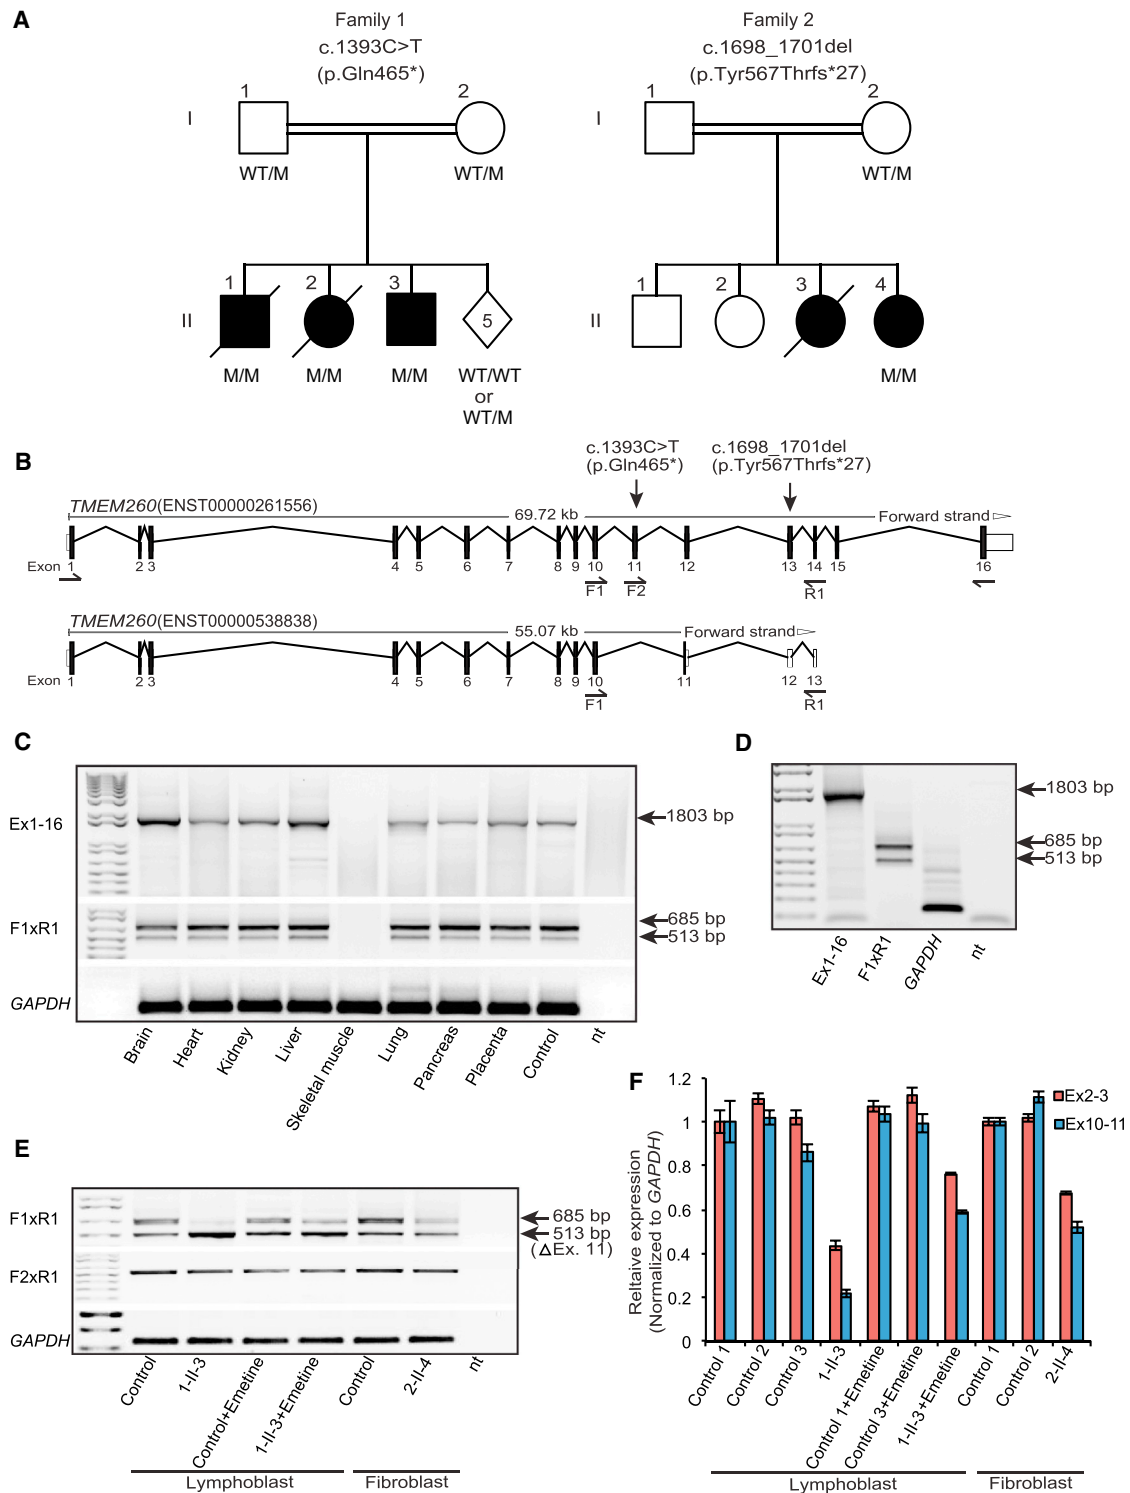 A
Family 1
c.1393C>T
(p.Gln465*)
Family 2
c.1698_1701del
(p.Tyr567Thrfs*27)
I
1
2
WT/M
WT/M
I
1
2
WT/M
II
1
2
3
5
M/M
M/M
M/M
WT/WT
or
WT/M
II
1
2
3
4
M/M
B
c.1393C>T
(p.Gln465*)
c.1698_1701del
(p.Tyr567Thrfs*27)
TMEM260(ENST00000261556)
69.72 kb
Forward strand
Exon 1 2 3 4 5 6 7 8 9 10 11 12 13 14 15 16
F1 F2 R1
TMEM260(ENST00000538838)
55.07 kb
Forward strand
Exon 1 2 3 4 5 6 7 8 9 10 11 12 13
F1 R1
C
Ex1-16
1803 bp
F1xR1
685 bp
513 bp
GAPDH
Brain
Heart
Kidney
Liver
Skeletal muscle
Lung
Pancreas
Placenta
Control
nt
D
1803 bp
685 bp
513 bp
Ex1-16
F1xR1
GAPDH
nt
E
F1xR1
685 bp
513 bp
(ΔEx. 11)
F2xR1
GAPDH
Control
1-II-3
Control+Emetine
1-II-3+Emetine
Control
2-II-4
nt
Lymphoblast
Fibroblast
F
Reltaive expression
(Normalized to GAPDH)
1.2
1
0.8
0.6
0.4
0.2
0
Ex2-3
Ex10-11
Control 1
Control 2
Control 3
1-II-3
Control 1+Emetine
Control 3+Emetine
1-II-3+Emetine
Control 1
Control 2
2-II-4
Lymphoblast
Fibroblast